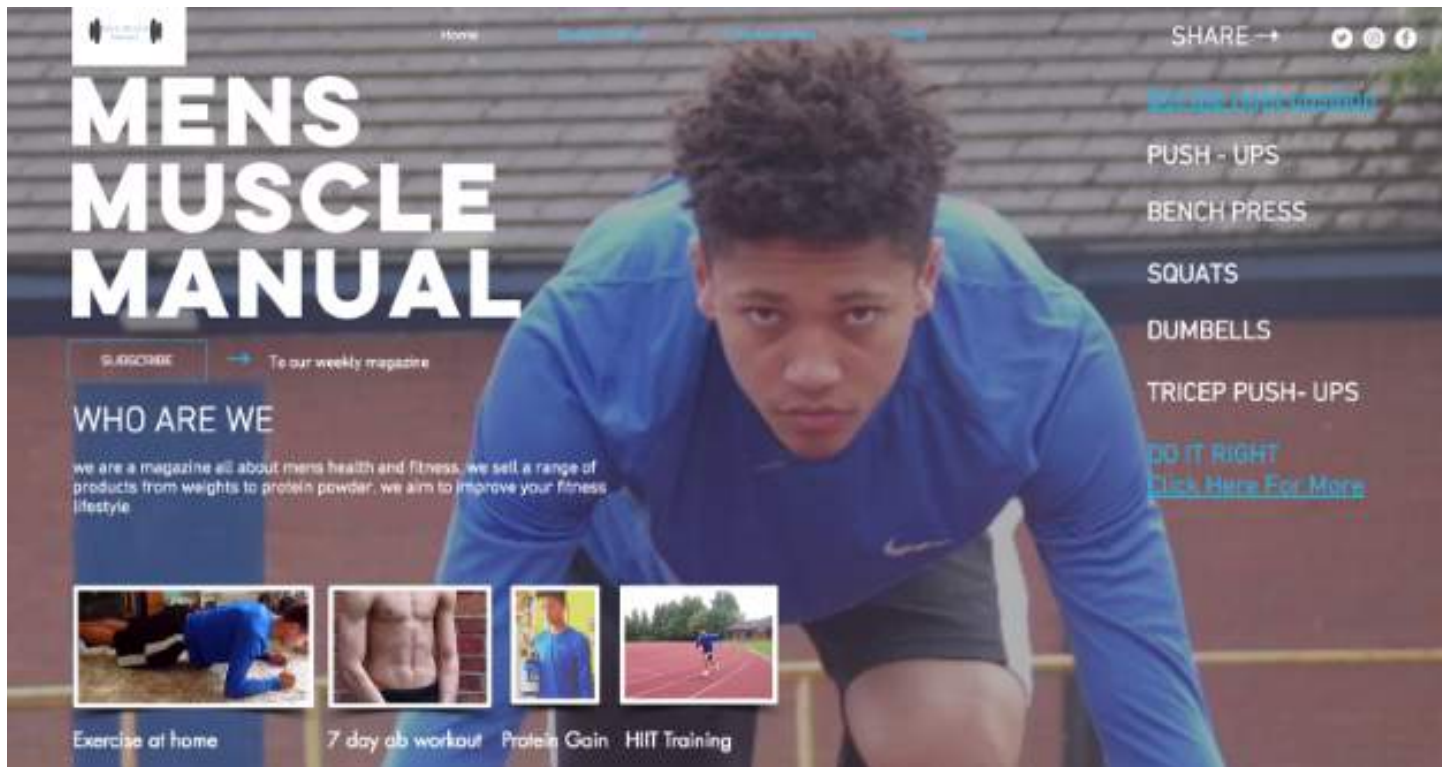 Home
SHARE→
MENS
MUSCLE
MANUAL
SUBSCRIBE → To our weekly magazine
WHO ARE WE
we are a magazine all about mens health and fitness. we sell a range of
products from weights to protein powder. we aim to improve your fitness
lifestyle
PUSH - UPS
BENCH PRESS
SQUATS
DUMBELLS
TRICEP PUSH- UPS
DO IT RIGHT
Click Here For More
Exercise at home
7 day ab workout
Protein Gain
HIIT Training